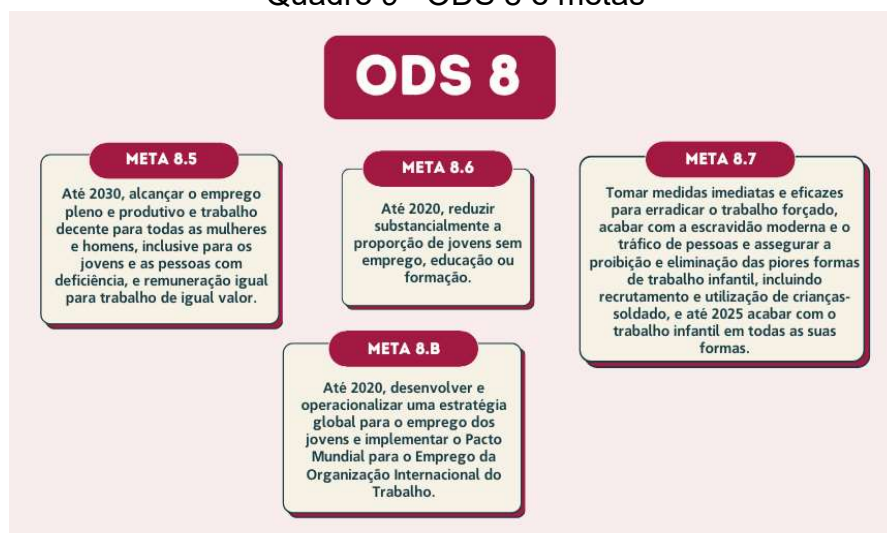 ODS 8
META 8.5
Até 2030, alcançar o emprego
pleno e produtivo e trabalho
decente para todas as mulheres
e homens, inclusive para os
jovens e as pessoas com
deficiência, e remuneração igual
para trabalho de igual valor.
META 8.6
Até 2020, reduzir
substancialmente a
proporção de jovens sem
emprego, educação ou
formação.
META 8.7
Tomar medidas imediatas e eficazes
para erradicar o trabalho forçado,
acabar com a escravidão moderna e o
tráfico de pessoas e assegurar a
proibição e eliminação das piores formas
de trabalho infantil, incluindo
recrutamento e utilização de crianças-
soldado, e até 2025 acabar com o
trabalho infantil em todas as suas
formas.
META 8.B
Até 2020, desenvolver e
operacionalizar uma estratégia
global para o emprego dos
jovens e implementar o Pacto
Mundial para o Emprego da
Organização Internacional do
Trabalho.